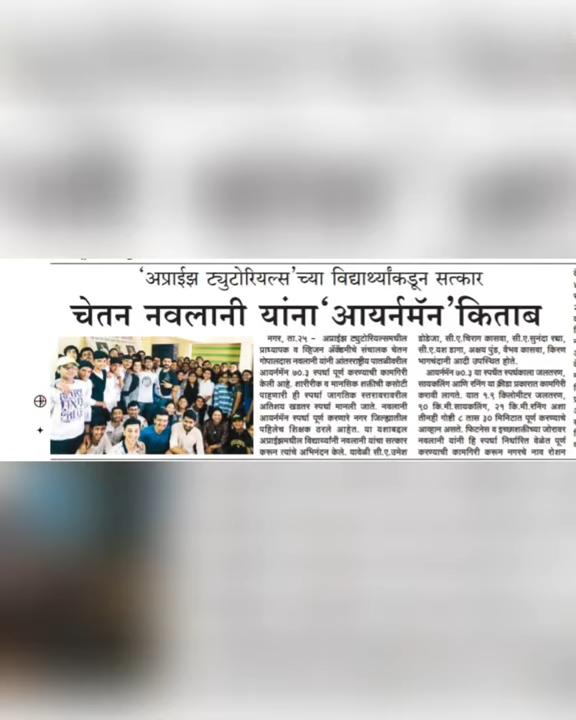 'अप्राईझ ट्युटोरियल्स'च्या विद्यार्थ्यांकडून सत्कार
चेतन नवलानी यांना'आयर्नमॅन'किताब
नगर, ता.२५ - अप्राईझ ट्युटोरियल्समधील
प्राध्यापक व व्हिजन ॲकॅडमीचे संचालक चेतन
गोपालदास नवलानी यांनी आंतरराष्ट्रीय पातळीवरील
आयर्नमॅन ७०.३ स्पर्धा पूर्ण करण्याची कामगिरी
केली आहे. शारीरीक व मानसिक शक्तीची कसोटी
पाहणारी ही स्पर्धा जागतिक स्तरावरावरील
अतिशय खडतर स्पर्धा मानली जाते. नवलानी
आयर्नमॅन स्पर्धा पूर्ण करणारे नगर जिल्ह्यातील
पहिलेच शिक्षक ठरले आहेत. या यशाबद्दल
अप्राईझमधील विद्यार्थ्यांनी नवलानी यांचा सत्कार
करून त्यांचे अभिनंदन केले. यावेळी सी.ए.उमेश
डोडेजा, सी.ए.चिराग कासवा, सी.ए.सुनंदा रच्चा,
सी.ए.यश डागा, अक्षय पुंड, वैभव कासवा, किरण
भागचंदानी आदी उपस्थित होते.
आयर्नमॅन ७०.३ या स्पर्धेत स्पर्धकाला जलतरण,
सायकलिंग आणि रनिंग या क्रीडा प्रकारात कामगिरी
करावी लागते. यात १.९ किलोमीटर जलतरण,
९० कि.मी.सायकलिंग, २१ कि.मी.रनिंग अशा
तीनही गोष्टी ८ तास ३० मिनिटात पूर्ण करण्याचे
आव्हान असते. फिटनेस व इच्छाशक्तीच्या जोरावर
नवलानी यांनी हि स्पर्धा निर्धारित वेळेत पूर्ण
करण्याची कामगिरी करून नगरचे नाव रोशन